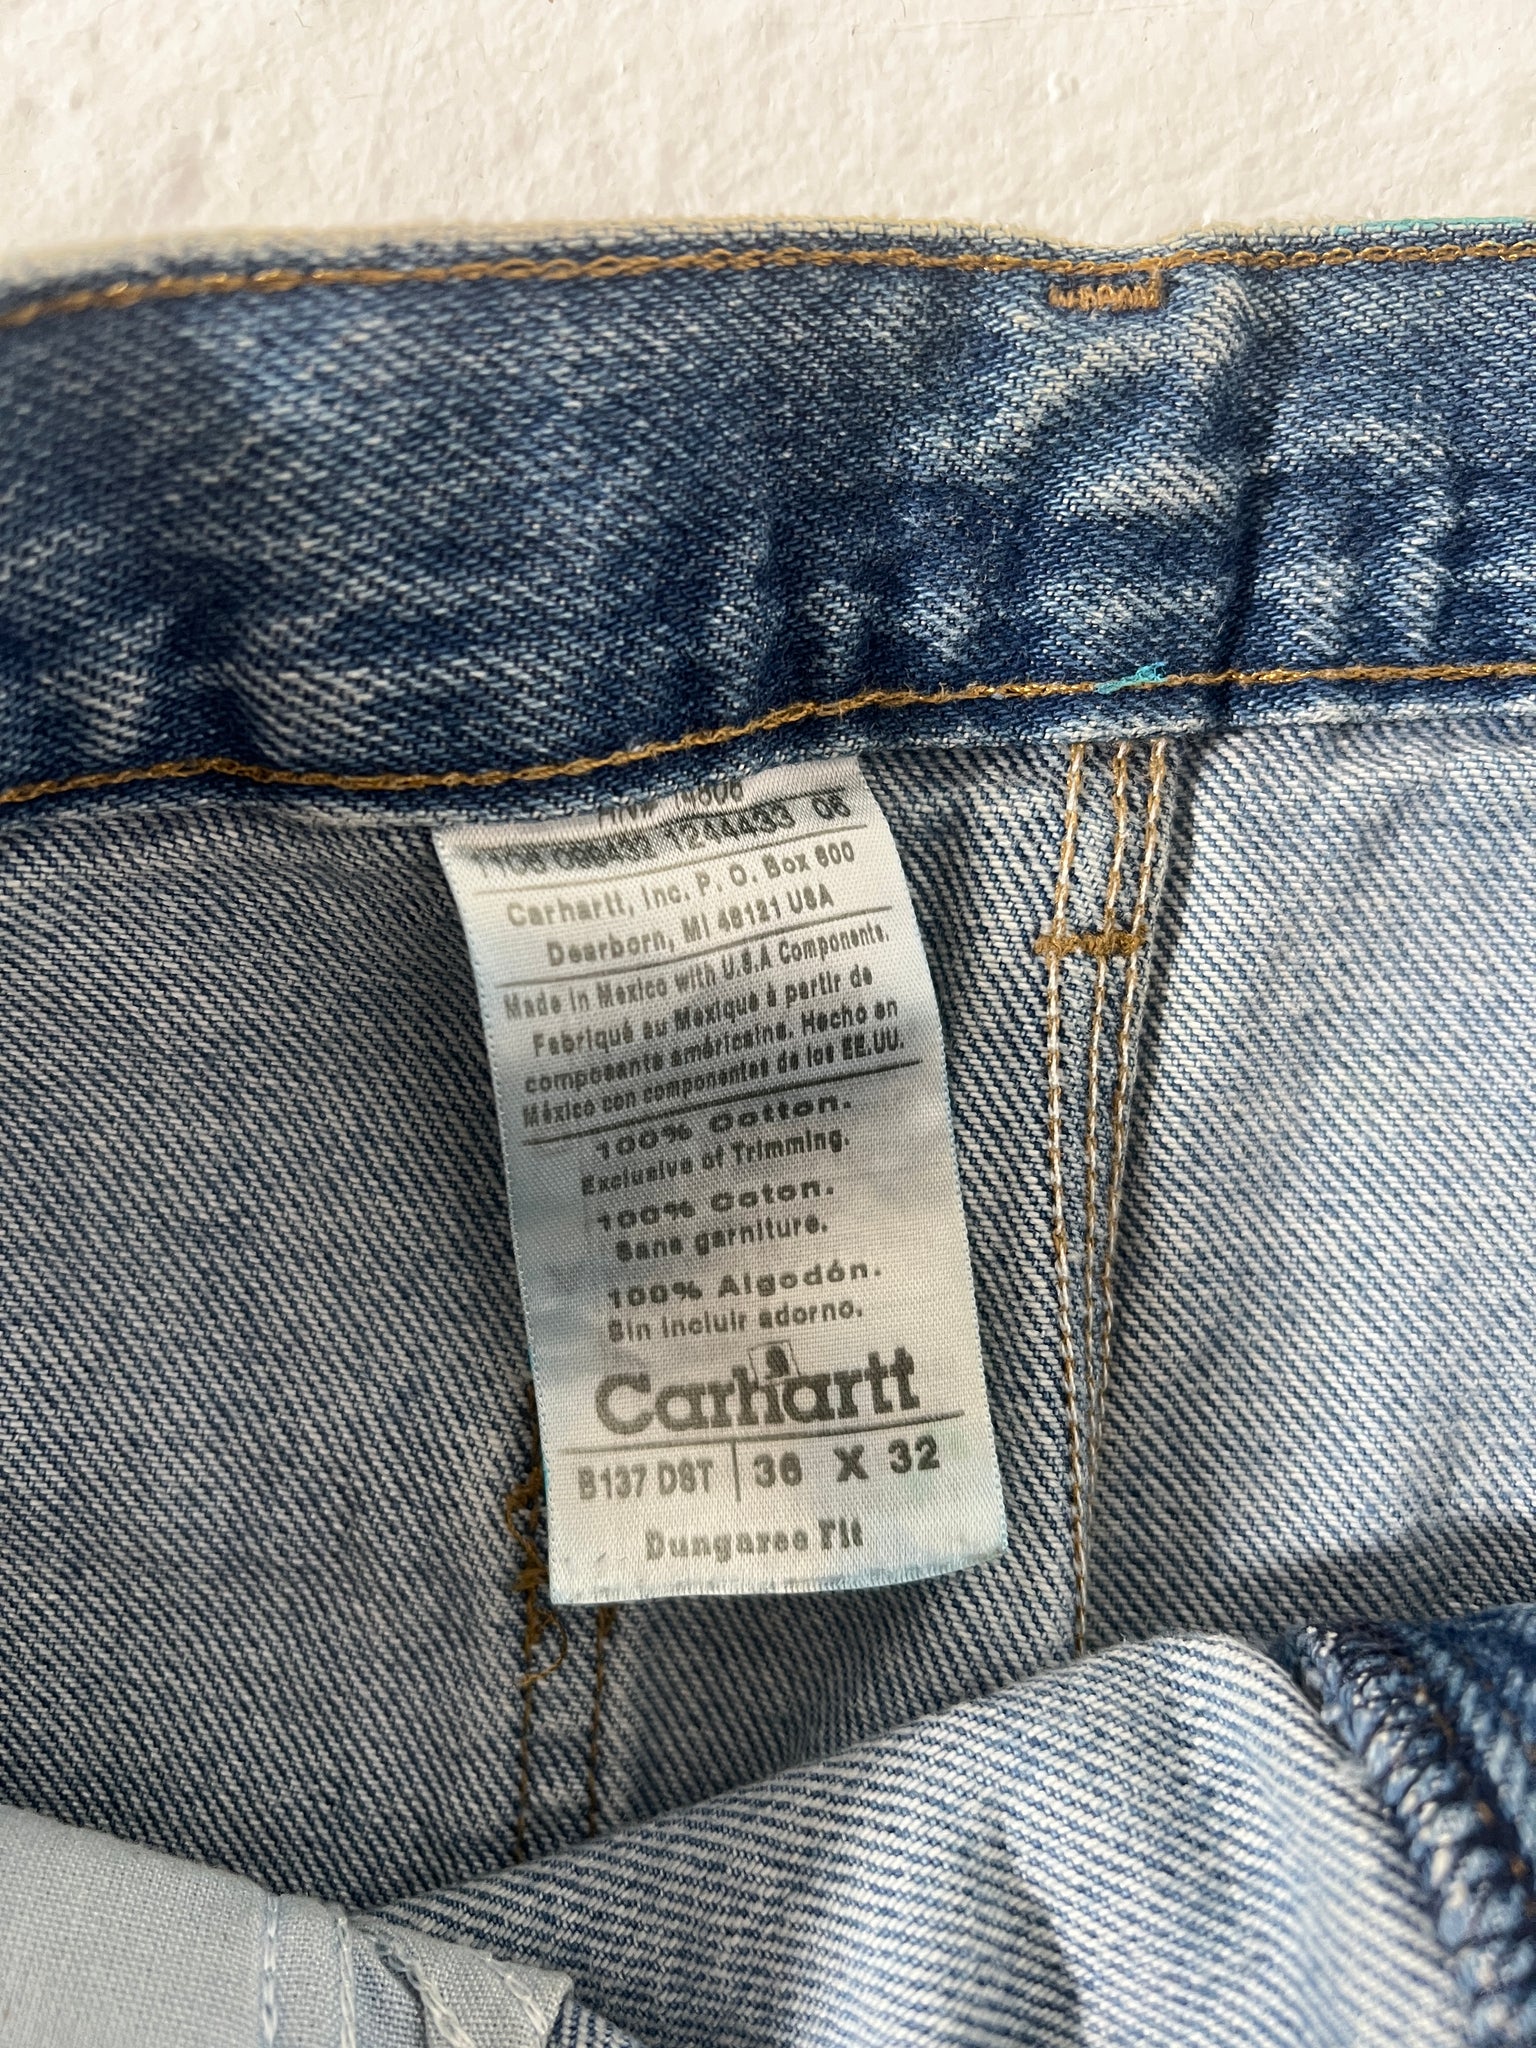 Carhartt, Inc. P. O. Box 600
Dearborn, MI 48121 USA
Made in Mexico with U.S.A Components.
Fabriqué au Mexique à partir de
composants américains. Hecho en
México con componentes de los EE.UU.
100% Cotton.
Exclusive of Trimming.
100% Coton.
Sans garniture.
100% Algodón.
Sin incluir adorno.
Carhartt
B137 DST 36 X 32
Dungaree Fit